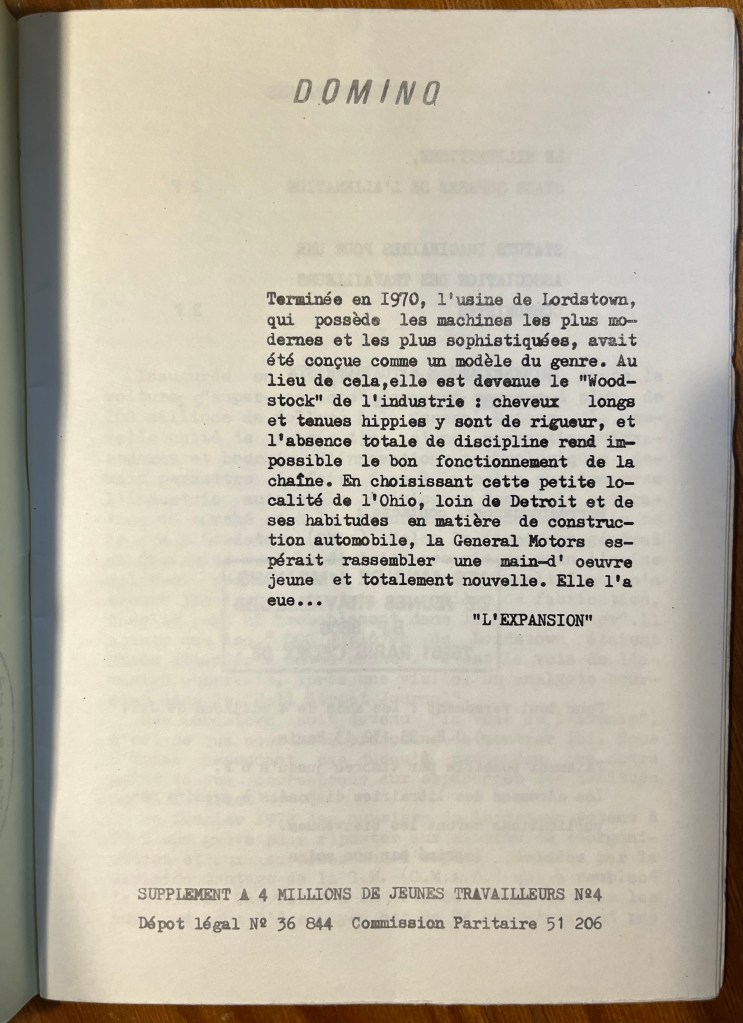 DOMINO
Terminée en I970, l'usine de Lordstown,
qui possède les machines les plus mo-
dernes et les plus sophistiquées, avait
été conçue comme un modèle du genre. Au
lieu de cela,elle est devenue le "Wood-
stock" de l'industrie : cheveux longs
et tenues hippies y sont de rigueur, et
l'absence totale de discipline rend im-
possible le bon fonctionnement de la
chaîne. En choisissant cette petite lo-
calité de l'Ohio, loin de Detroit et de
ses habitudes en matière de construc-
tion automobile, la General Motors es-
pérait rassembler une main-d' oeuvre
jeune et totalement nouvelle. Elle l'a
eue...
"L'EXPANSION"
SUPPLEMENT A 4 MILLIONS DE JEUNES TRAVAILLEURS Nº4
Dépot légal Nº 36 844 Commission Paritaire 51 206